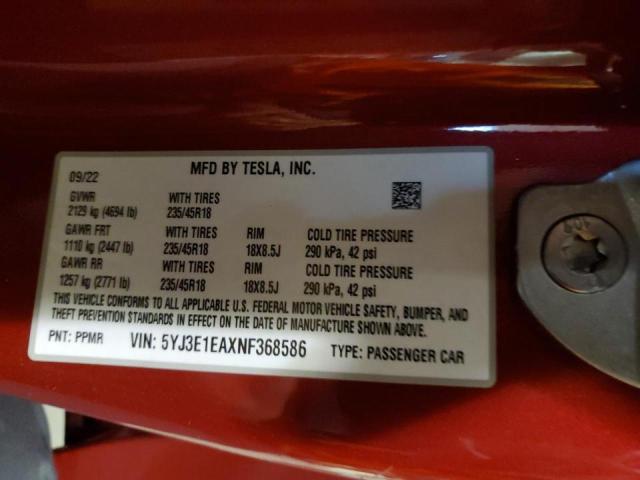 MFD BY TESLA, INC.
09/22
GVWR WITH TIRES
2129 kg (4694 lb) 235/45R18
GAWR FRT WITH TIRES RIM COLD TIRE PRESSURE
1110 kg (2447 lb) 235/45R18 18X8.5J 290 kPa, 42 psi
GAWR RR WITH TIRES RIM COLD TIRE PRESSURE
1257 kg (2771 lb) 235/45R18 18X8.5J 290 kPa, 42 psi
THIS VEHICLE CONFORMS TO ALL APPLICABLE U.S. FEDERAL MOTOR VEHICLE SAFETY, BUMPER, AND
THEFT PREVENTION STANDARDS IN EFFECT ON THE DATE OF MANUFACTURE SHOWN ABOVE.
PNT: PPMR VIN: 5YJ3E1EAXNF368586 TYPE: PASSENGER CAR